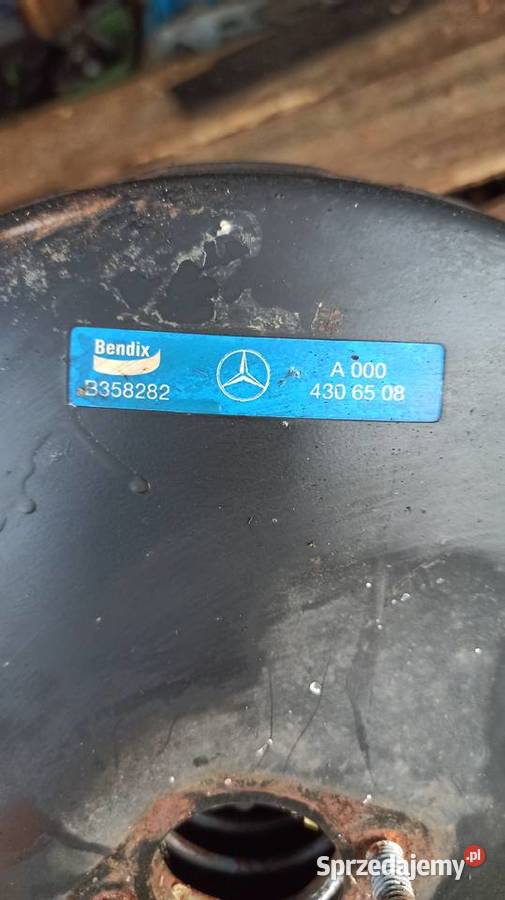 Bendix
B358282
A 000
430 65 08
Sprzedajemy.pl